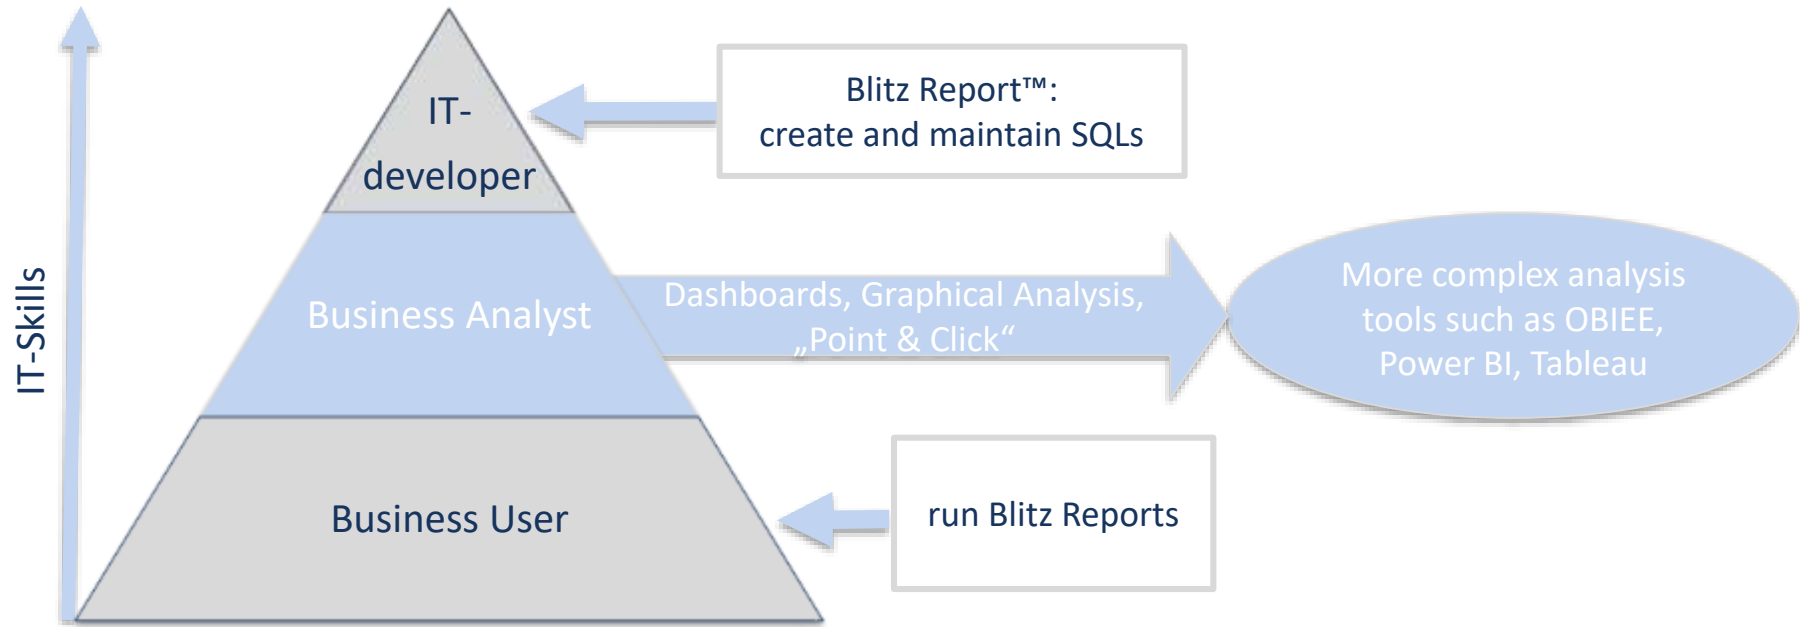 IT-Skills
IT-
developer
Blitz Report™:
create and maintain SQLs
Business Analyst
Dashboards, Graphical Analysis,
„Point & Click“
More complex analysis
tools such as OBIEE,
Power BI, Tableau
Business User
run Blitz Reports